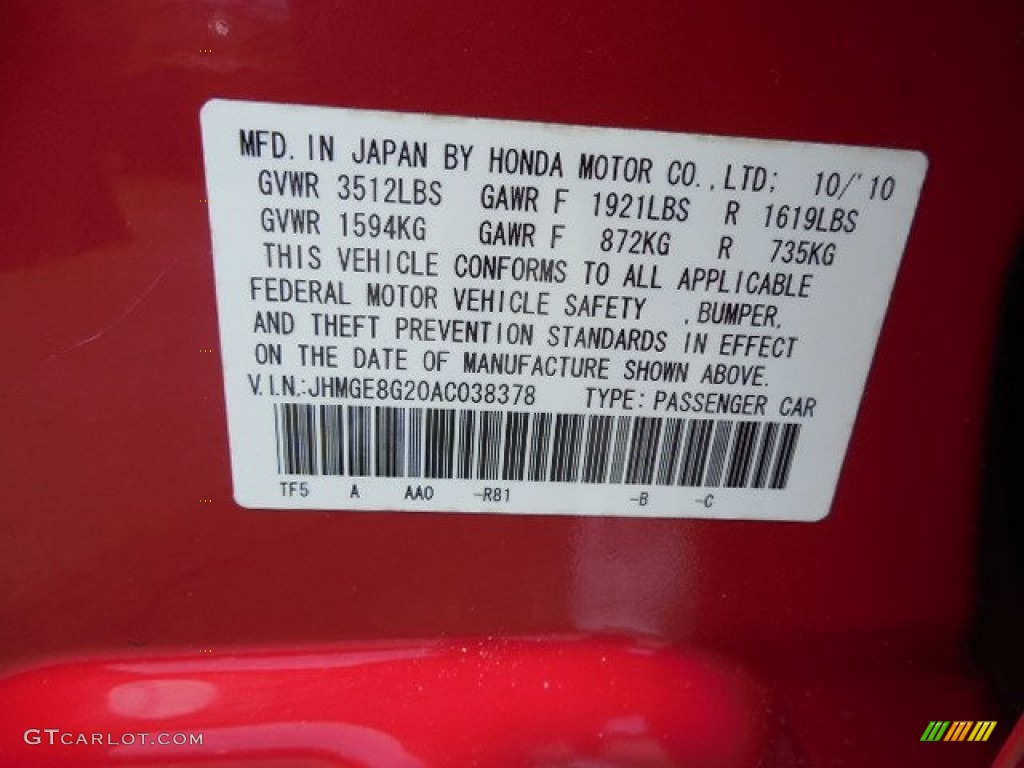 MFD. IN JAPAN BY HONDA MOTOR CO., LTD; 10/'10
GVWR 3512LBS GAWR F 1921LBS R 1619LBS
GVWR 1594KG GAWR F 872KG R 735KG
THIS VEHICLE CONFORMS TO ALL APPLICABLE
FEDERAL MOTOR VEHICLE SAFETY , BUMPER,
AND THEFT PREVENTION STANDARDS IN EFFECT
ON THE DATE OF MANUFACTURE SHOWN ABOVE.
V.I.N.:JHMGE8G20AC038378 TYPE: PASSENGER CAR
TF5 A AA0 -R81 -B -C
GTCARLOT.COM